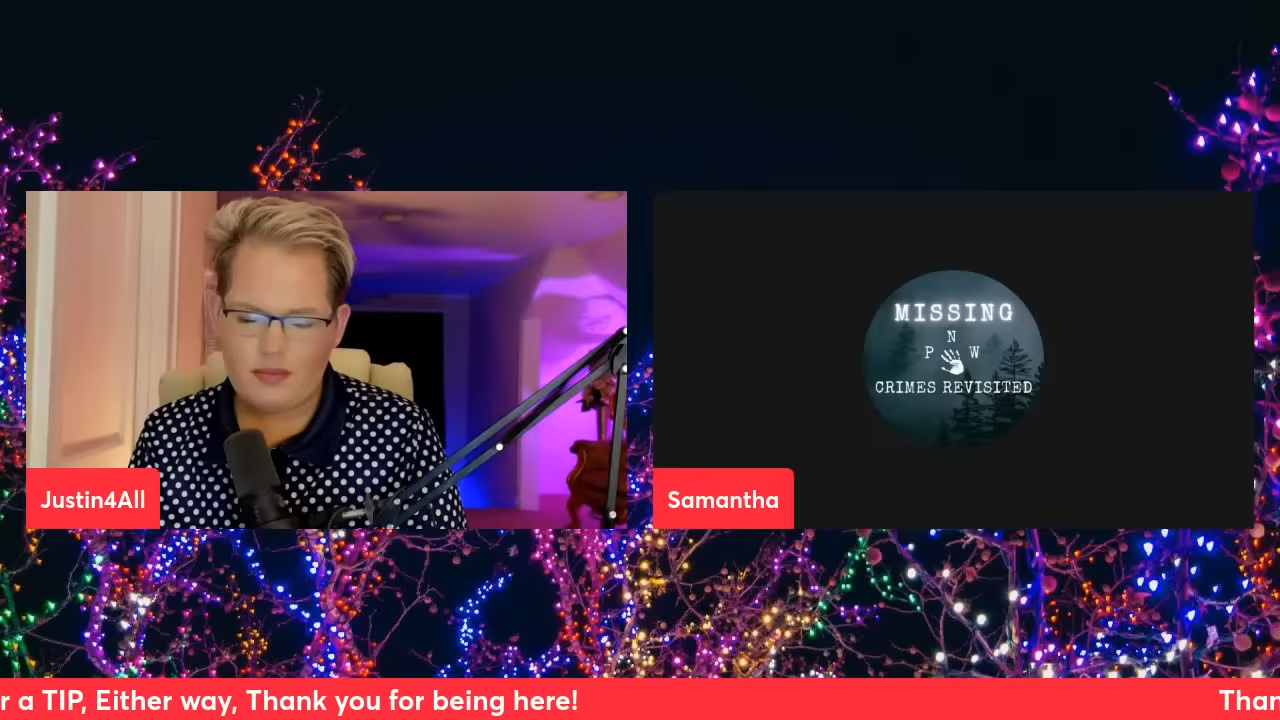 MISSING
N
P W
CRIMES REVISITED
Justin4All
Samantha
r a TIP, Either way, Thank you for being here! Than